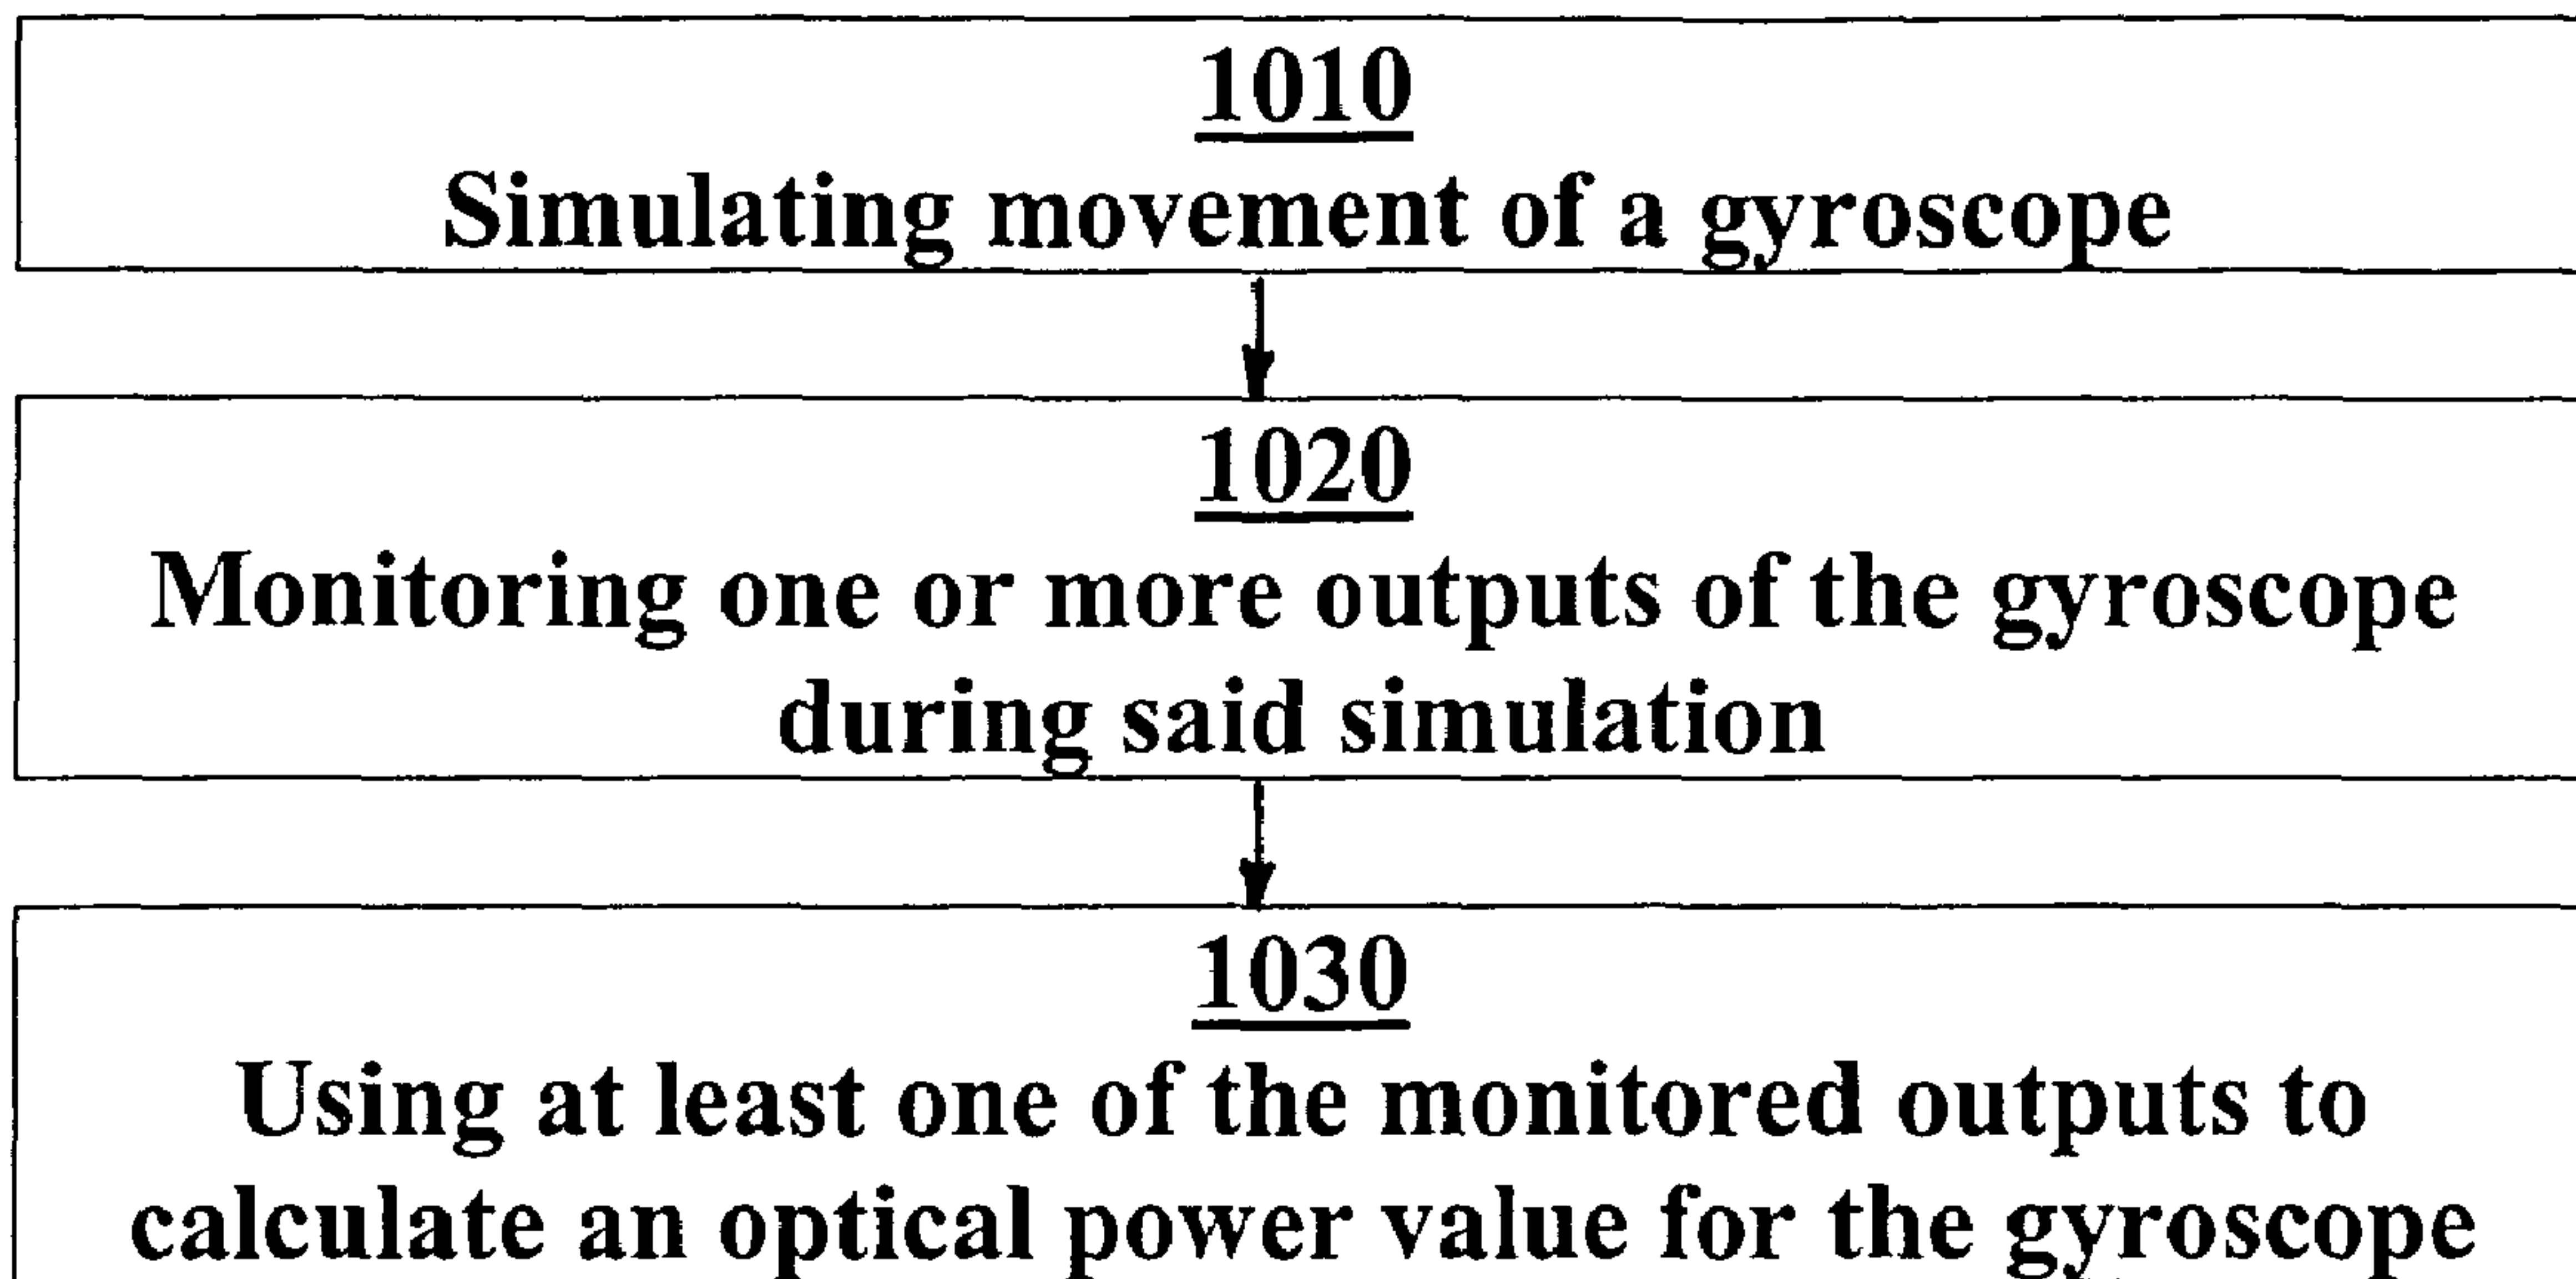 1010
Simulating movement of a gyroscope
1020
Monitoring one or more outputs of the gyroscope
during said simulation
1030
Using at least one of the monitored outputs to
calculate an optical power value for the gyroscope